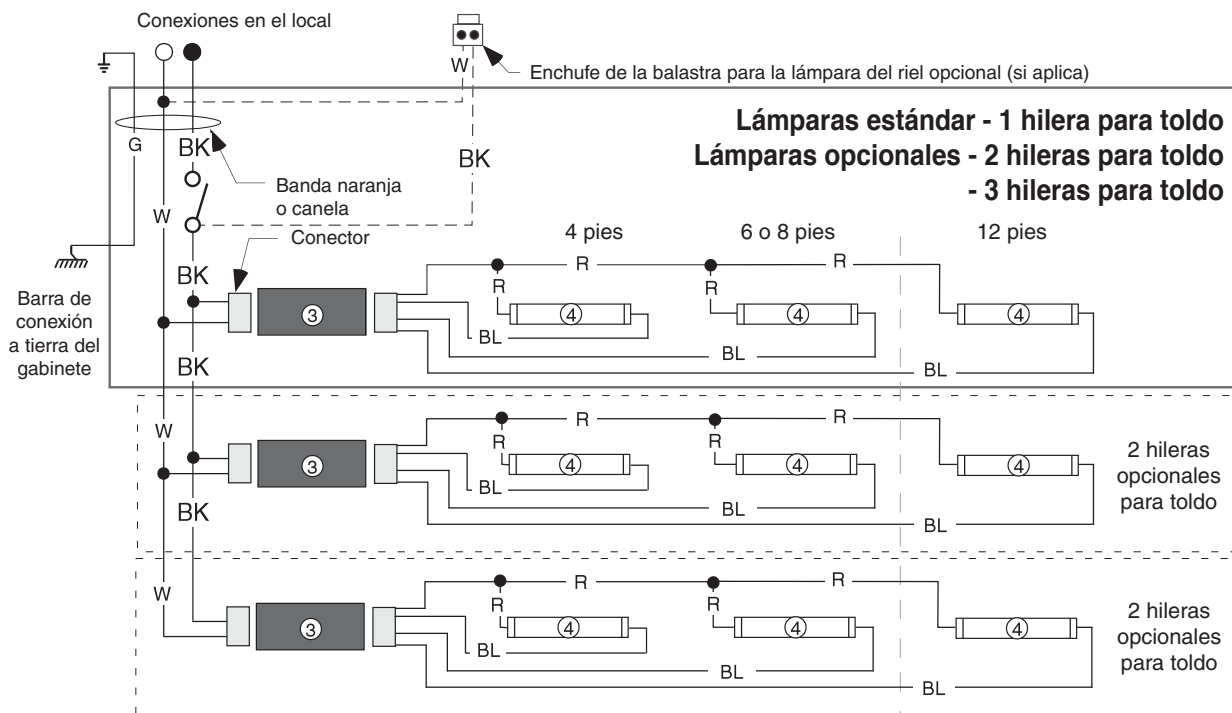 Conexiones en el local
W
Enchufe de la balastra para la lámpara del riel opcional (si aplica)
Lámparas estándar - 1 hilera para toldo
Lámparas opcionales - 2 hileras para toldo
- 3 hileras para toldo
G
BK
BK
Banda naranja
o canela
W
Conector
4 pies
6 o 8 pies
12 pies
BK
R
R
R
R
3
4
4
4
BL
BL
BL
Barra de
conexión
a tierra del
gabinete
BK
W
R
R
R
R
3
4
4
4
BL
BL
BL
2 hileras
opcionales
para toldo
BK
W
R
R
R
R
3
4
4
4
BL
BL
BL
2 hileras
opcionales
para toldo